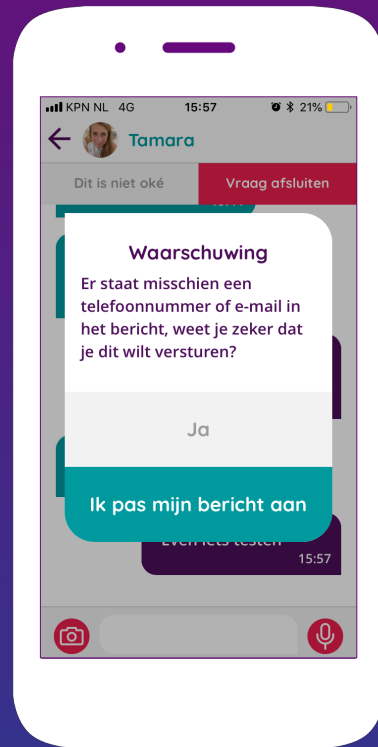 KPN NL 4G 15:57 21%
Tamara
Dit is niet oké Vraag afsluiten
Waarschuwing
Er staat misschien een
telefoonnummer of e-mail in
het bericht, weet je zeker dat
je dit wilt versturen?
Ja
Ik pas mijn bericht aan
Even iets testen
15:57